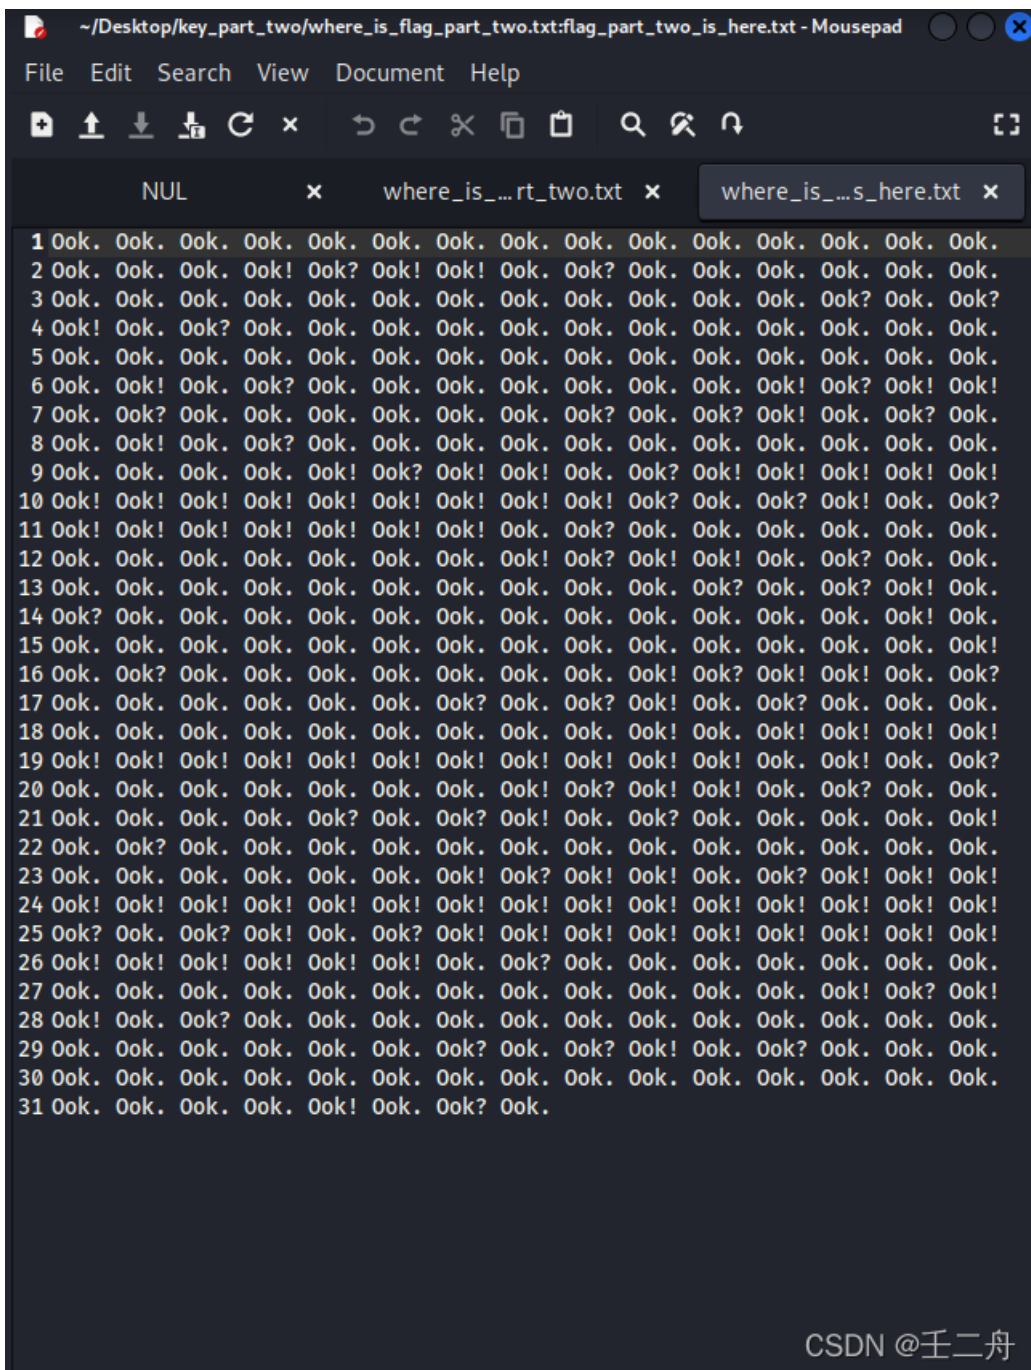 ~/Desktop/key_part_two/where_is_flag_part_two.txt:flag_part_two_is_here.txt - Mousepad
File Edit Search View Document Help
NUL where_is_...rt_two.txt where_is_...s_here.txt
1 Ook. Ook. Ook. Ook. Ook. Ook. Ook. Ook. Ook. Ook. Ook. Ook. Ook. Ook. Ook.
2 Ook. Ook. Ook. Ook! Ook? Ook! Ook! Ook. Ook? Ook. Ook. Ook. Ook. Ook. Ook.
3 Ook. Ook. Ook. Ook. Ook. Ook. Ook. Ook. Ook. Ook. Ook. Ook. Ook? Ook. Ook?
4 Ook! Ook. Ook? Ook. Ook. Ook. Ook. Ook. Ook. Ook. Ook. Ook. Ook. Ook. Ook.
5 Ook. Ook. Ook. Ook. Ook. Ook. Ook. Ook. Ook. Ook. Ook. Ook. Ook. Ook. Ook.
6 Ook. Ook! Ook. Ook? Ook. Ook. Ook. Ook. Ook. Ook. Ook. Ook! Ook? Ook! Ook!
7 Ook. Ook? Ook. Ook. Ook. Ook. Ook. Ook. Ook? Ook. Ook? Ook! Ook. Ook? Ook.
8 Ook. Ook! Ook. Ook? Ook. Ook. Ook. Ook. Ook. Ook. Ook. Ook. Ook. Ook. Ook.
9 Ook. Ook. Ook. Ook. Ook! Ook? Ook! Ook! Ook. Ook? Ook! Ook! Ook! Ook! Ook!
10 Ook! Ook! Ook! Ook! Ook! Ook! Ook! Ook! Ook! Ook? Ook. Ook? Ook! Ook. Ook?
11 Ook! Ook! Ook! Ook! Ook! Ook! Ook! Ook. Ook? Ook. Ook. Ook. Ook. Ook. Ook.
12 Ook. Ook. Ook. Ook. Ook. Ook. Ook. Ook! Ook? Ook! Ook! Ook. Ook? Ook. Ook.
13 Ook. Ook. Ook. Ook. Ook. Ook. Ook. Ook. Ook. Ook. Ook? Ook. Ook? Ook! Ook.
14 Ook? Ook. Ook. Ook. Ook. Ook. Ook. Ook. Ook. Ook. Ook. Ook. Ook. Ook! Ook.
15 Ook. Ook. Ook. Ook. Ook. Ook. Ook. Ook. Ook. Ook. Ook. Ook. Ook. Ook. Ook!
16 Ook. Ook? Ook. Ook. Ook. Ook. Ook. Ook. Ook. Ook! Ook? Ook! Ook! Ook. Ook?
17 Ook. Ook. Ook. Ook. Ook. Ook. Ook? Ook. Ook? Ook! Ook. Ook? Ook. Ook. Ook.
18 Ook. Ook. Ook. Ook. Ook. Ook. Ook. Ook. Ook. Ook! Ook. Ook! Ook! Ook! Ook!
19 Ook! Ook! Ook! Ook! Ook! Ook! Ook! Ook! Ook! Ook! Ook! Ook. Ook! Ook. Ook?
20 Ook. Ook. Ook. Ook. Ook. Ook. Ook. Ook! Ook? Ook! Ook! Ook. Ook? Ook. Ook.
21 Ook. Ook. Ook. Ook. Ook? Ook. Ook? Ook! Ook. Ook? Ook. Ook. Ook. Ook. Ook!
22 Ook. Ook? Ook. Ook. Ook. Ook. Ook. Ook. Ook. Ook. Ook. Ook. Ook. Ook. Ook.
23 Ook. Ook. Ook. Ook. Ook. Ook. Ook! Ook? Ook! Ook! Ook. Ook? Ook! Ook! Ook!
24 Ook! Ook! Ook! Ook! Ook! Ook! Ook! Ook! Ook! Ook! Ook! Ook! Ook! Ook! Ook!
25 Ook? Ook. Ook? Ook! Ook. Ook? Ook! Ook! Ook! Ook! Ook! Ook! Ook! Ook! Ook!
26 Ook! Ook! Ook! Ook! Ook! Ook! Ook. Ook? Ook. Ook. Ook. Ook. Ook. Ook. Ook.
27 Ook. Ook. Ook. Ook. Ook. Ook. Ook. Ook. Ook. Ook. Ook. Ook. Ook! Ook? Ook!
28 Ook! Ook. Ook? Ook. Ook. Ook. Ook. Ook. Ook. Ook. Ook. Ook. Ook. Ook. Ook.
29 Ook. Ook. Ook. Ook. Ook. Ook. Ook? Ook. Ook? Ook! Ook. Ook? Ook. Ook. Ook.
30 Ook. Ook. Ook. Ook. Ook. Ook. Ook. Ook. Ook. Ook. Ook. Ook. Ook. Ook. Ook.
31 Ook. Ook. Ook. Ook. Ook! Ook. Ook? Ook.
CSDN @壬二舟